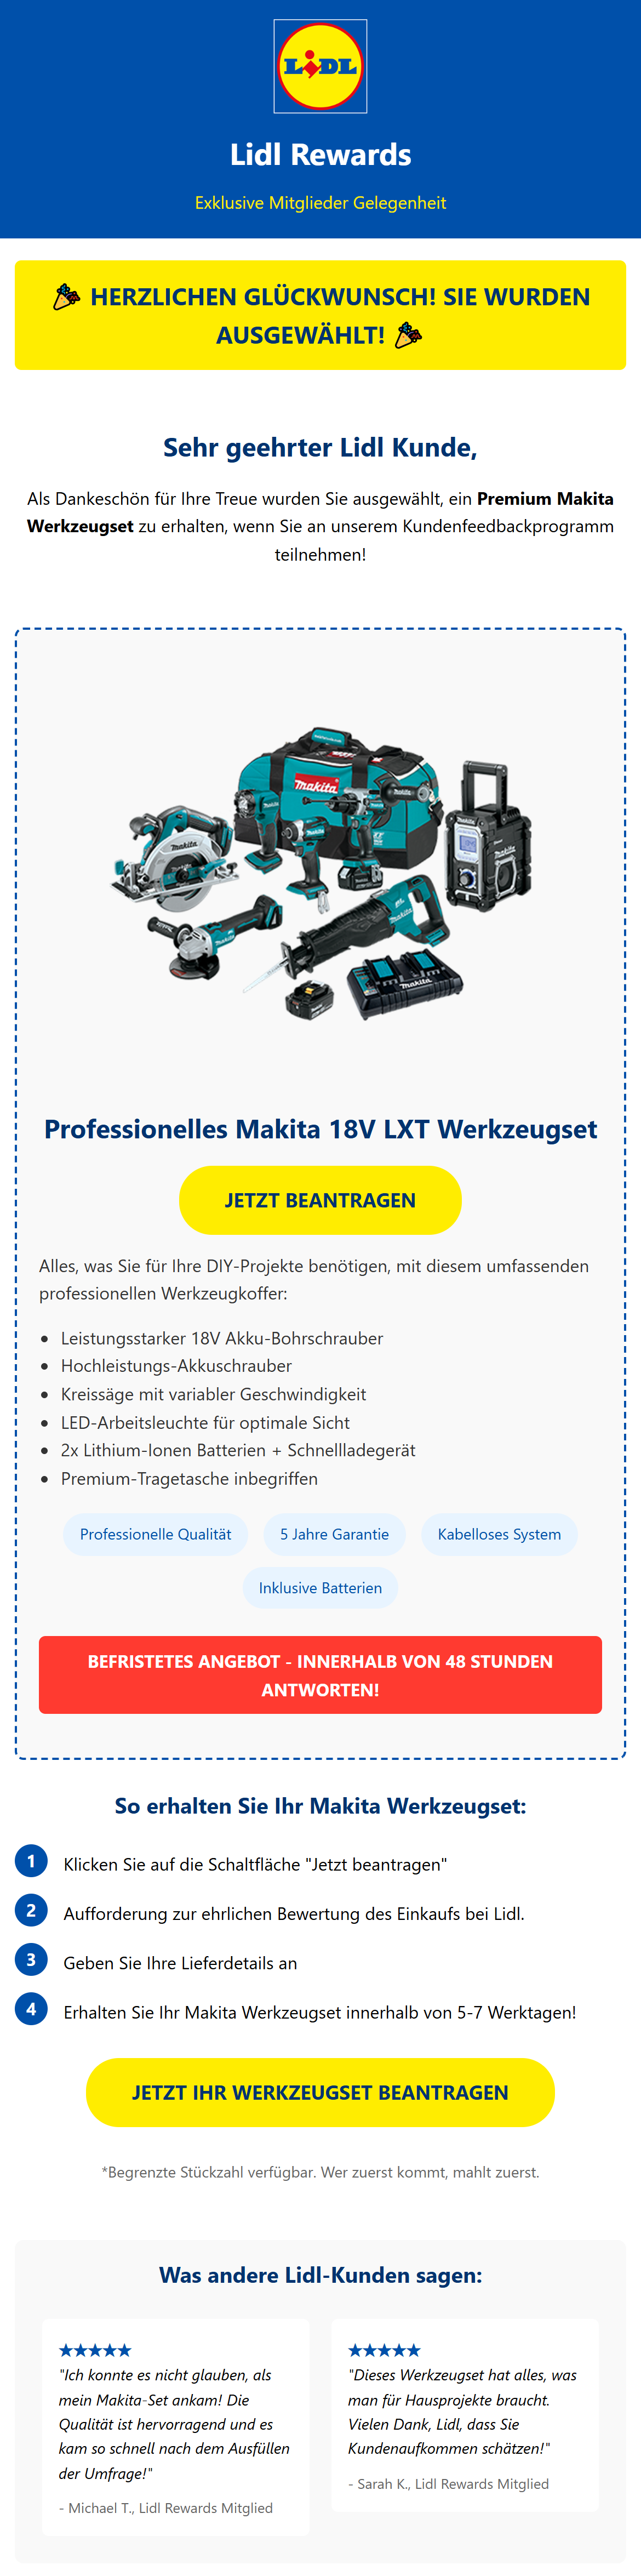 LIDL
Lidl Rewards
Exklusive Mitglieder Gelegenheit
🎉 HERZLICHEN GLÜCKWUNSCH! SIE WURDEN
AUSGEWÄHLT! 🎉
Sehr geehrter Lidl Kunde,
Als Dankeschön für Ihre Treue wurden Sie ausgewählt, ein Premium Makita
Werkzeugset zu erhalten, wenn Sie an unserem Kundenfeedbackprogramm
teilnehmen!
makita
makita
makita
Professionelles Makita 18V LXT Werkzeugset
JETZT BEANTRAGEN
Alles, was Sie für Ihre DIY-Projekte benötigen, mit diesem umfassenden
professionellen Werkzeugkoffer:
• Leistungsstarker 18V Akku-Bohrschrauber
• Hochleistungs-Akkuschrauber
• Kreissäge mit variabler Geschwindigkeit
• LED-Arbeitsleuchte für optimale Sicht
• 2x Lithium-Ionen Batterien + Schnellladegerät
• Premium-Tragetasche inbegriffen
Professionelle Qualität
5 Jahre Garantie
Kabelloses System
Inklusive Batterien
BEFRISTETES ANGEBOT - INNERHALB VON 48 STUNDEN
ANTWORTEN!
So erhalten Sie Ihr Makita Werkzeugset:
1 Klicken Sie auf die Schaltfläche "Jetzt beantragen"
2 Aufforderung zur ehrlichen Bewertung des Einkaufs bei Lidl.
3 Geben Sie Ihre Lieferdetails an
4 Erhalten Sie Ihr Makita Werkzeugset innerhalb von 5-7 Werktagen!
JETZT IHR WERKZEUGSET BEANTRAGEN
*Begrenzte Stückzahl verfügbar. Wer zuerst kommt, mahlt zuerst.
Was andere Lidl-Kunden sagen:
★★★★★
"Ich konnte es nicht glauben, als
mein Makita-Set ankam! Die
Qualität ist hervorragend und es
kam so schnell nach dem Ausfüllen
der Umfrage!"
- Michael T., Lidl Rewards Mitglied
★★★★★
"Dieses Werkzeugset hat alles, was
man für Hausprojekte braucht.
Vielen Dank, Lidl, dass Sie
Kundenaufkommen schätzen!"
- Sarah K., Lidl Rewards Mitglied